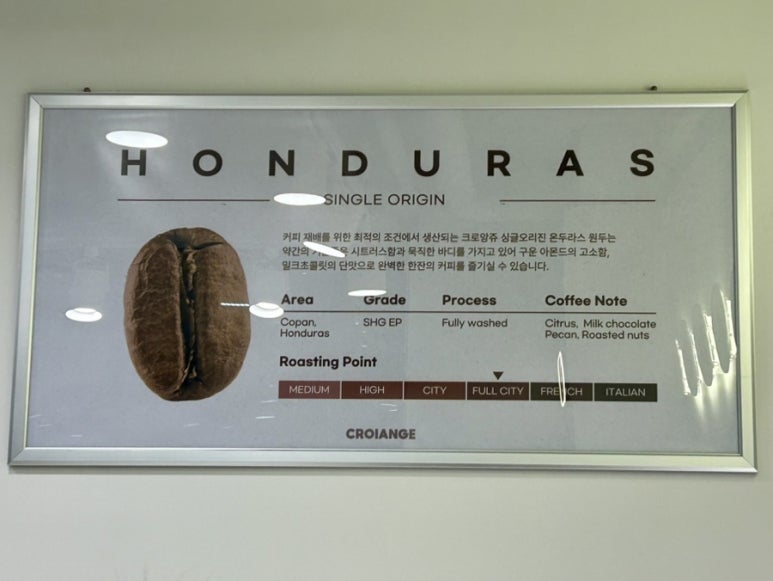 HONDURAS
SINGLE ORIGIN
커피 재배를 위한 최적의 조건에서 생산되는 크로앙쥬 싱글오리진 온두라스 원두는
약간의 시트러스함과 묵직한 바디를 가지고 있어 구운 아몬드의 고소함,
밀크초콜릿의 단맛으로 완벽한 한잔의 커피를 즐기실 수 있습니다.
Area Grade Process Coffee Note
Copan, SHG EP Fully washed Citrus, Milk chocolate
Honduras Pecan, Roasted nuts
Roasting Point
MEDIUM HIGH CITY FULL CITY FRENCH ITALIAN
CROIANGE